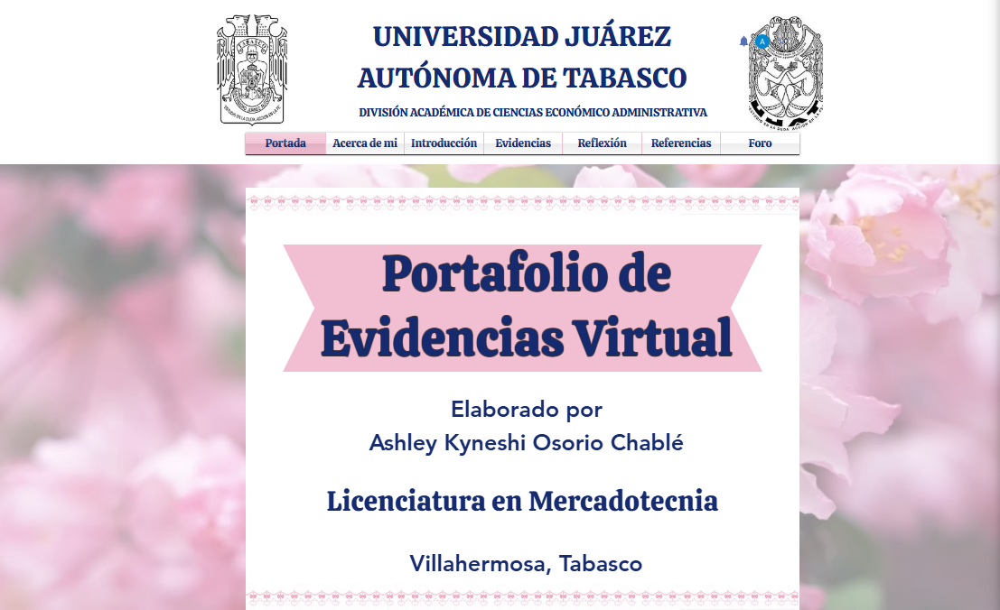 UNIVERSIDAD JUÁREZ
AUTÓNOMA DE TABASCO
DIVISIÓN ACADÉMICA DE CIENCIAS ECONÓMICO ADMINISTRATIVA
TABASCO
A
Portada
Acerca de mi
Introducción
Evidencias
Reflexión
Referencias
Foro
Portafolio de
Evidencias Virtual
Elaborado por
Ashley Kyneshi Osorio Chablé
Licenciatura en Mercadotecnia
Villahermosa, Tabasco